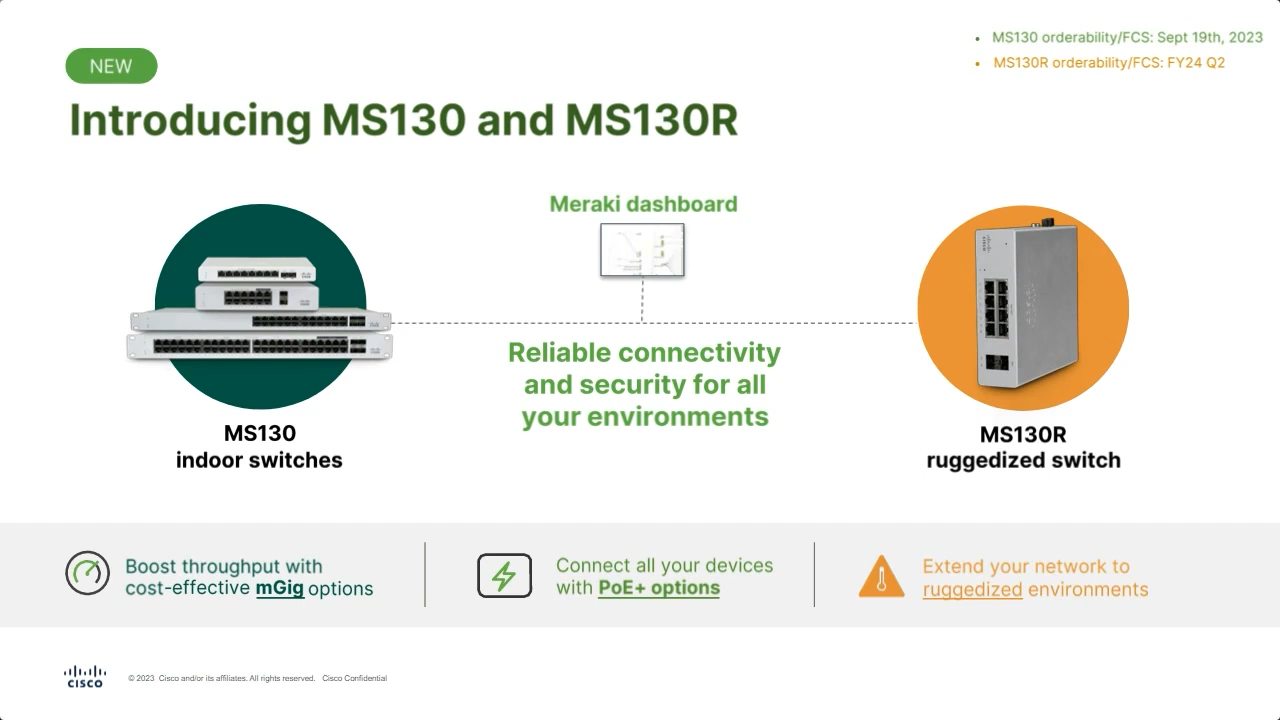 MS130 orderability/FCS: Sept 19th, 2023
MS130R orderability/FCS: FY24 Q2
NEW
Introducing MS130 and MS130R
Meraki dashboard
Reliable connectivity
and security for all
your environments
MS130
indoor switches
MS130R
ruggedized switch
Boost throughput with
cost-effective mGig options
Connect all your devices
with PoE+ options
Extend your network to
ruggedized environments
CISCO
© 2023 Cisco and/or its affiliates. All rights reserved. Cisco Confidential